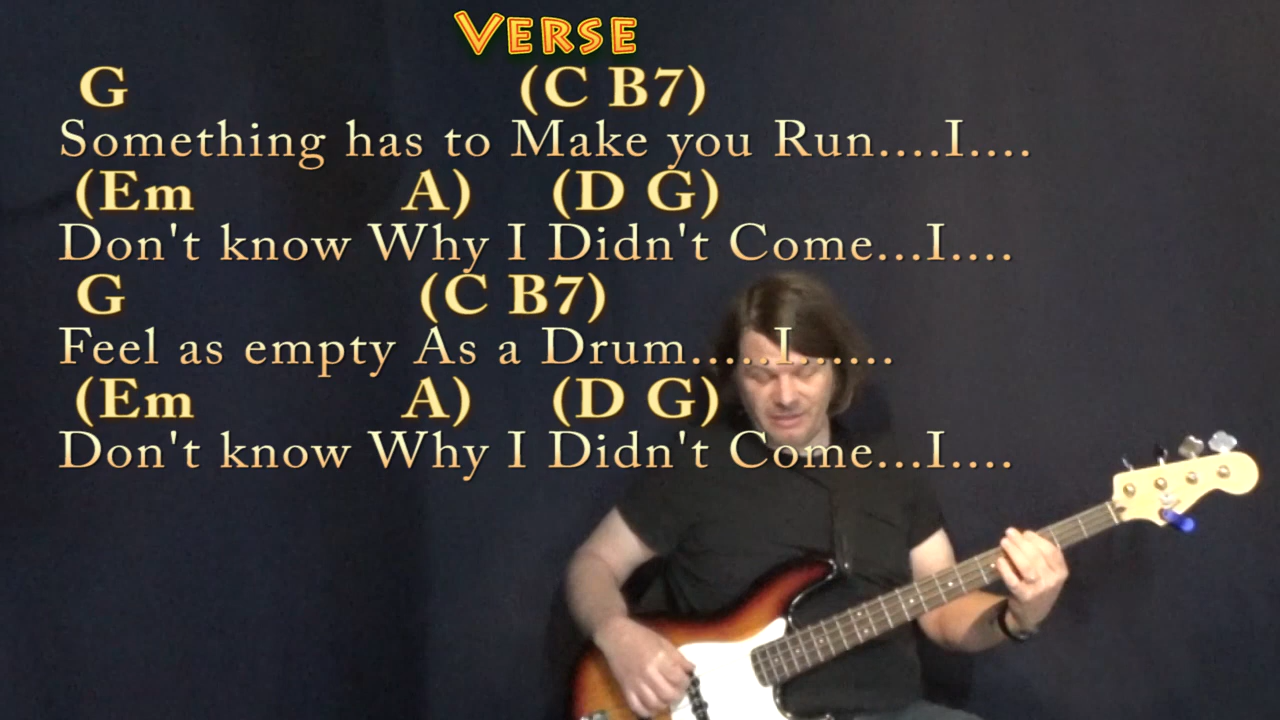 VERSE
G (C B7)
Something has to Make you Run....I....
(Em A) (D G)
Don't know Why I Didn't Come...I....
G (C B7)
Feel as empty As a Drum.....I......
(Em A) (D G)
Don't know Why I Didn't Come...I....